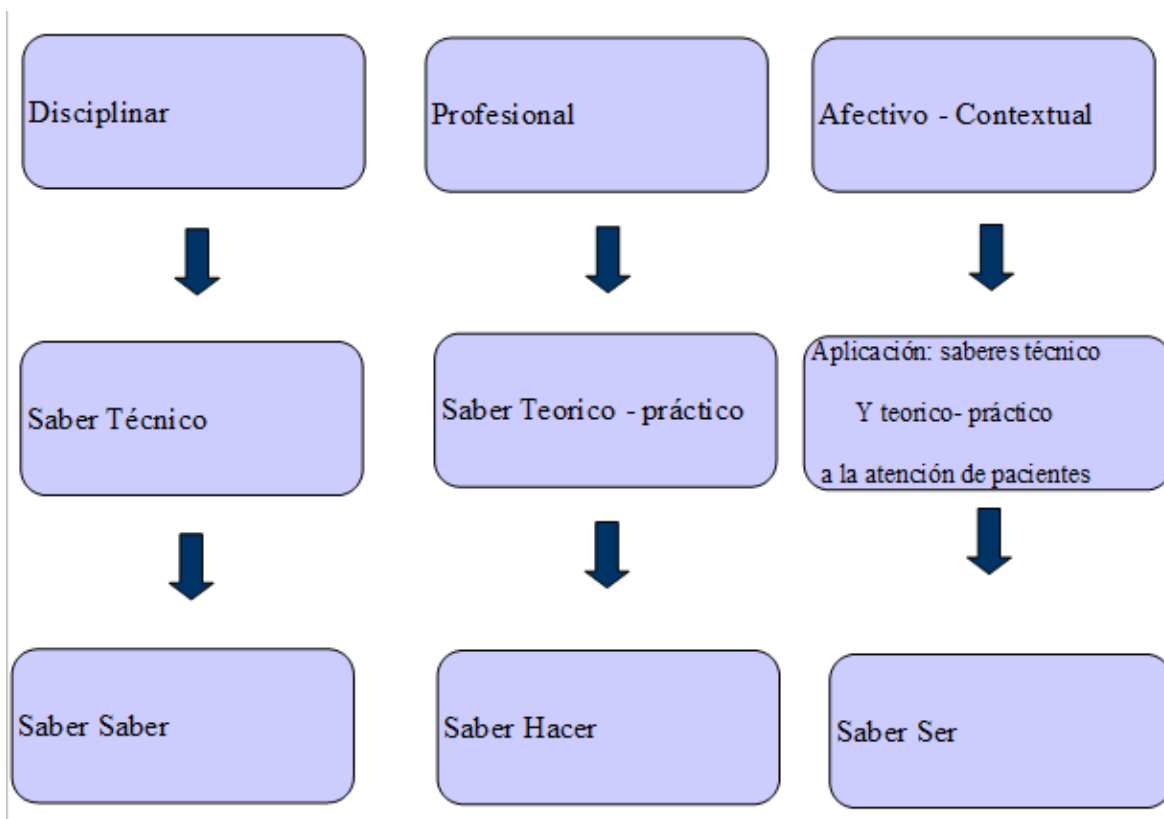 Disciplinar
Profesional
Afectivo - Contextual
Saber Técnico
Saber Teorico - práctico
Aplicación: saberes técnico
Y teorico- práctico
a la atención de pacientes
Saber Saber
Saber Hacer
Saber Ser